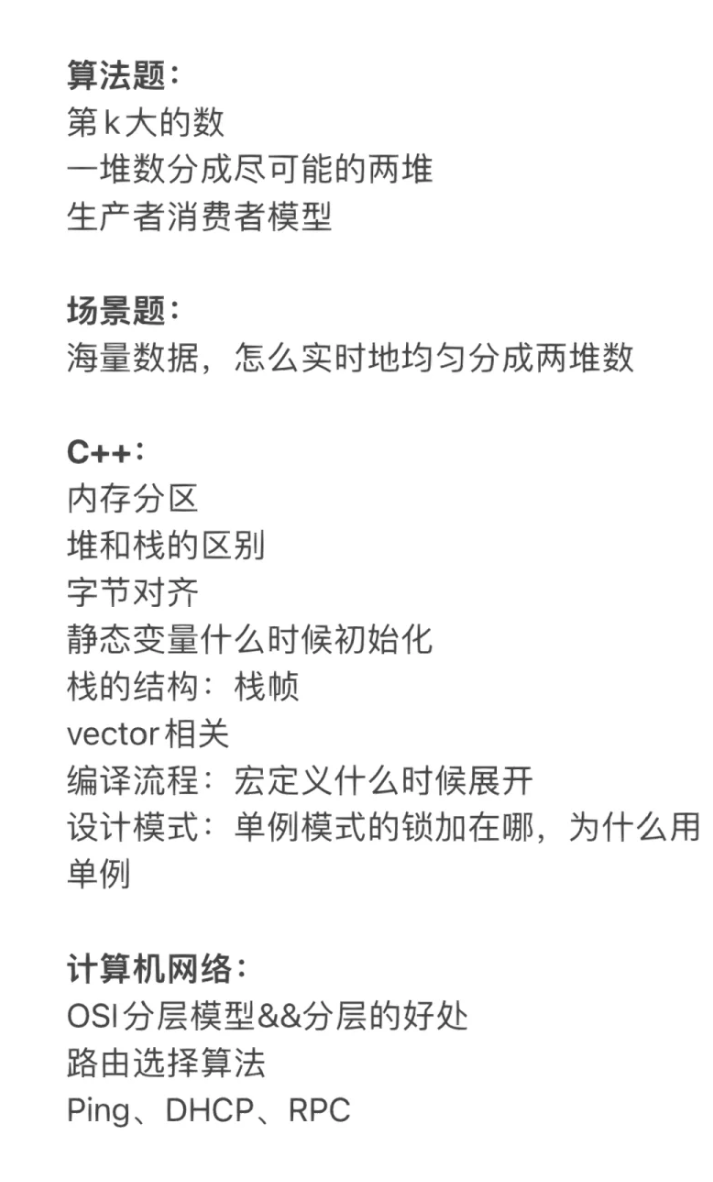 算法题：
第k大的数
一堆数分成尽可能的两堆
生产者消费者模型
场景题：
海量数据，怎么实时地均匀分成两堆数
C++：
内存分区
堆和栈的区别
字节对齐
静态变量什么时候初始化
栈的结构：栈帧
vector相关
编译流程：宏定义什么时候展开
设计模式：单例模式的锁加在哪，为什么用
单例
计算机网络：
OSI分层模型&&分层的好处
路由选择算法
Ping、DHCP、RPC